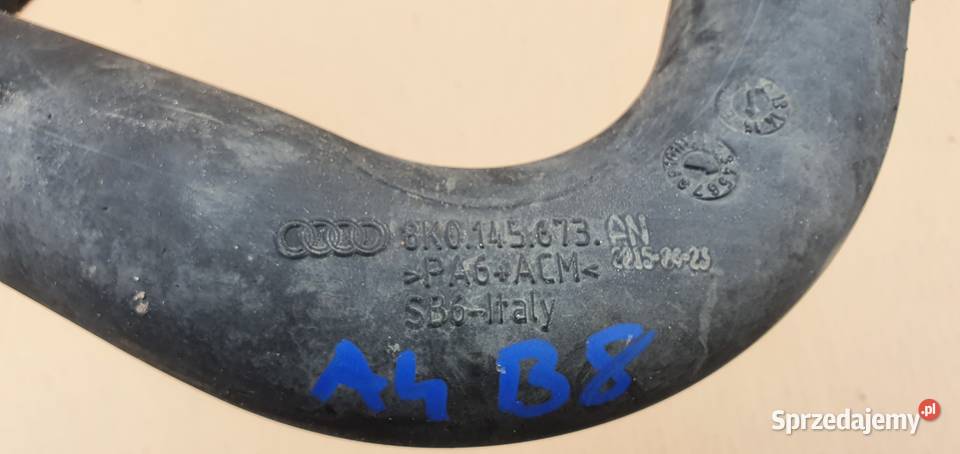 8K0.145.673.AN
>PA6+ACM< 2015-04-23
SB6-Italy
A4 B8
Sprzedajemy.pl